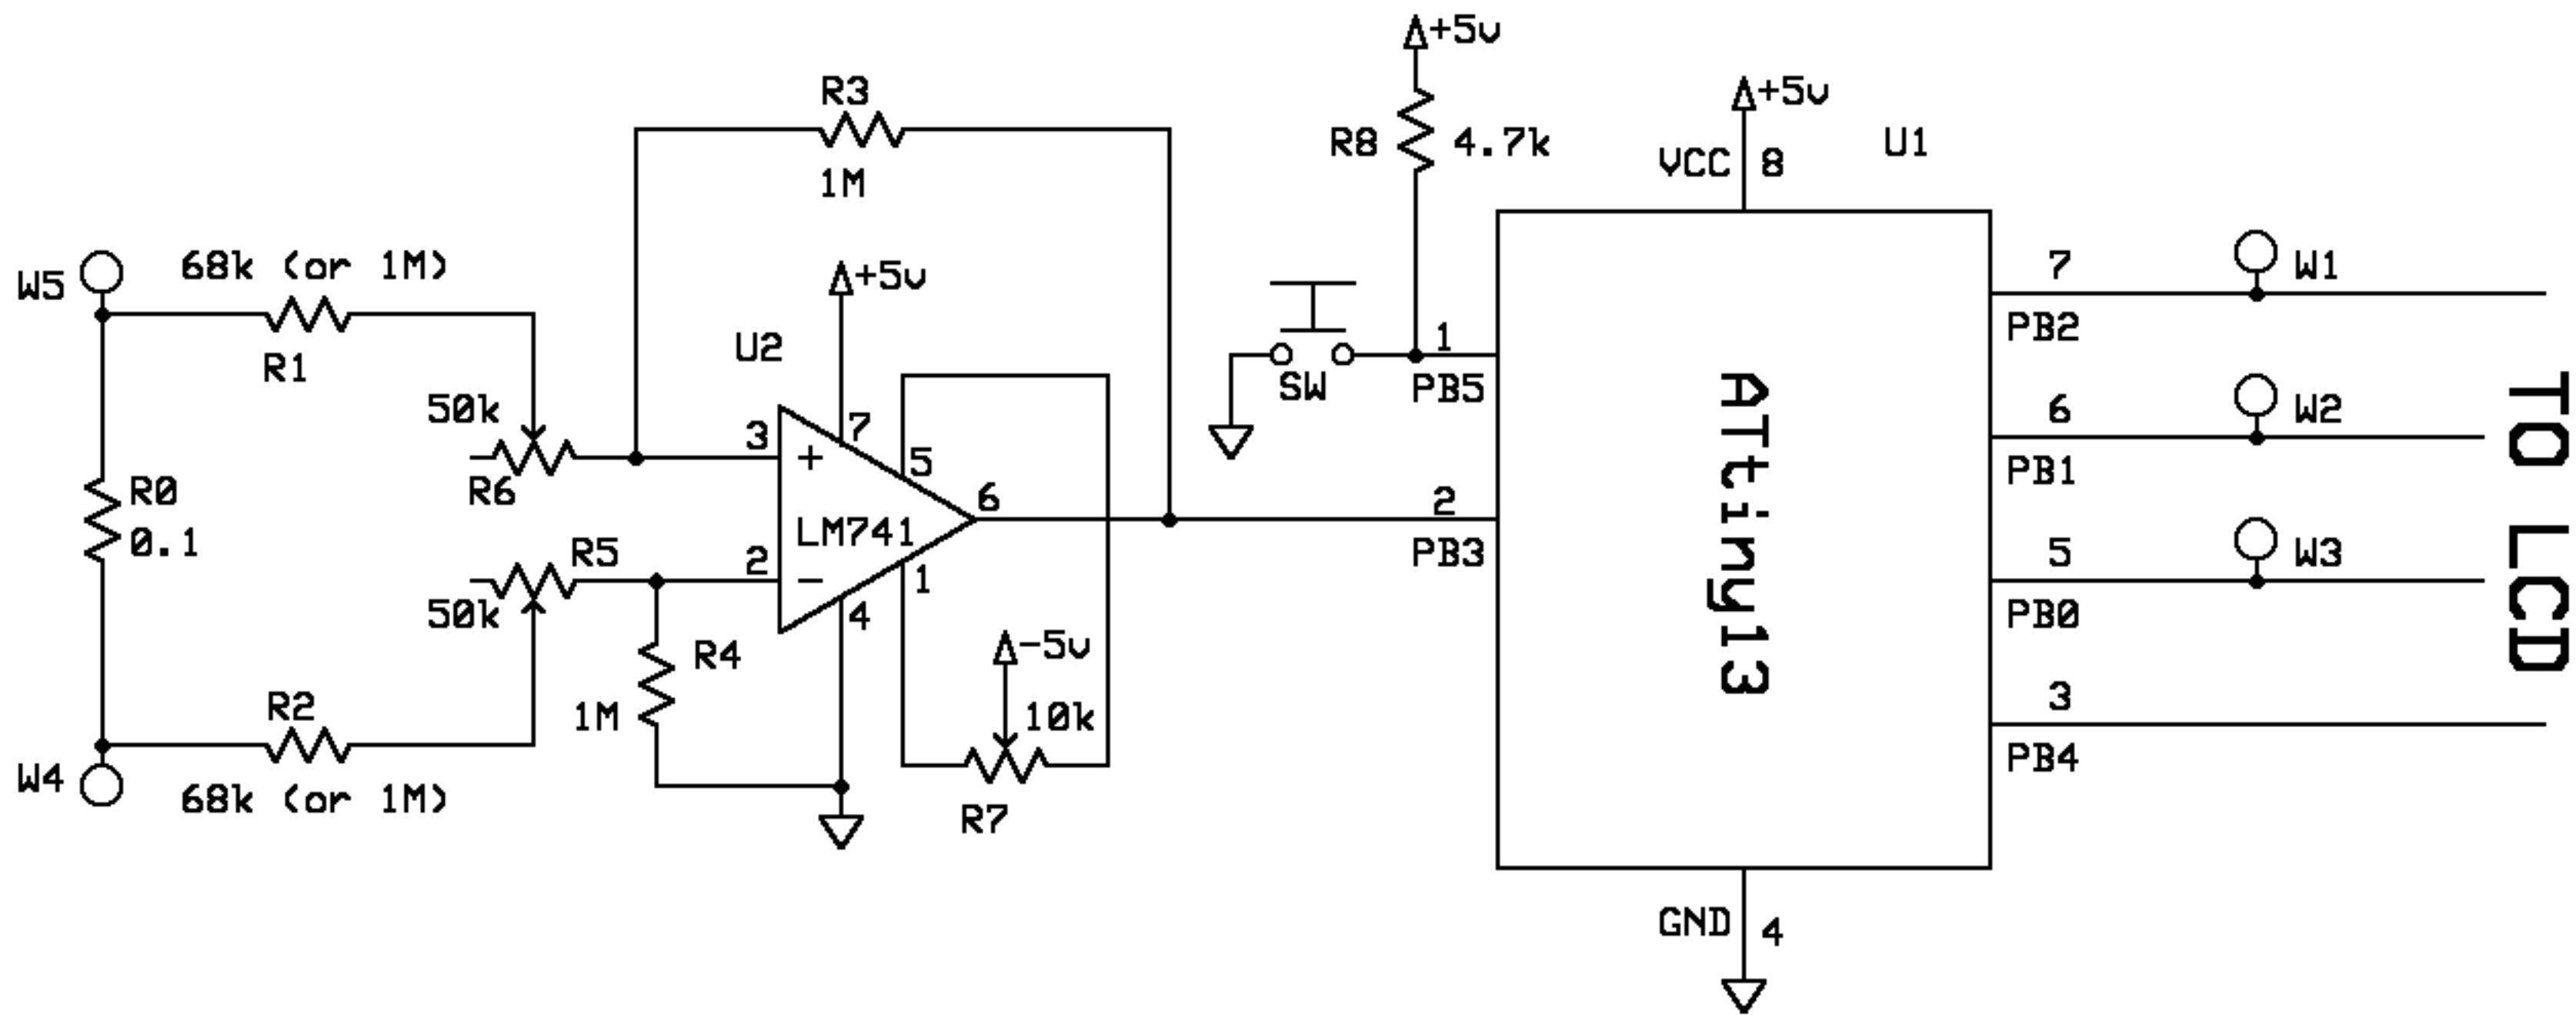 +5v
R3
1M
R8
4.7k
+5v
VCC
8
U1
W5
68k (or 1M)
R1
50k
R6
U2
+5v
3
+
7
5
LM741
6
2
-
1
4
R0
0.1
R5
50k
R4
1M
-5v
10k
R7
R2
68k (or 1M)
W4
SW
1
PB5
2
PB3
ATtiny13
7
PB2
W1
6
PB1
W2
5
PB0
W3
3
PB4
GND
4
TO LCD